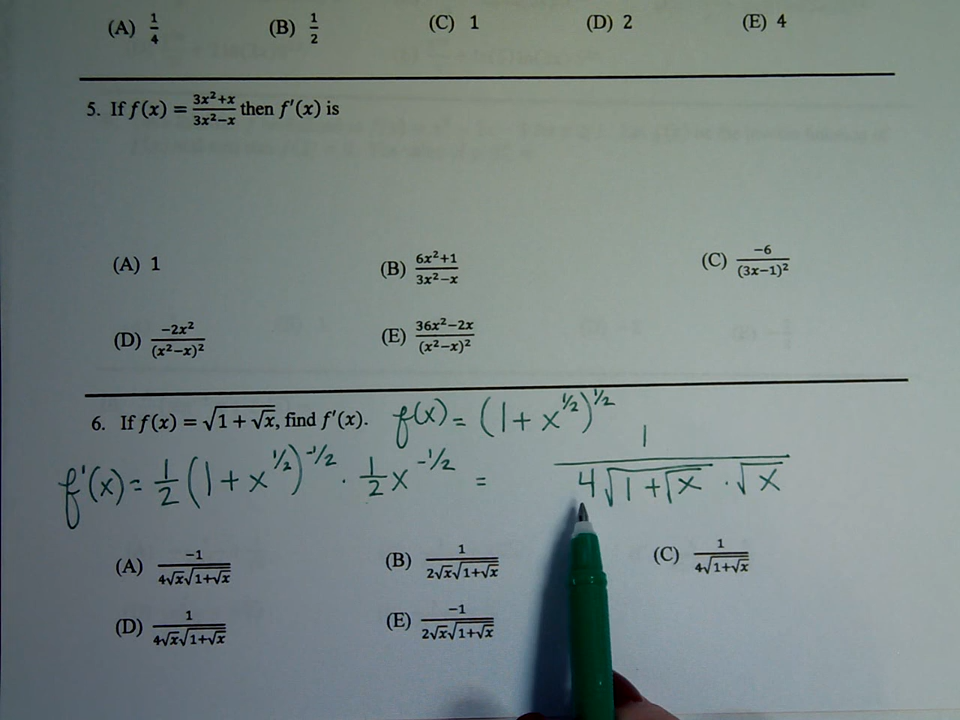 (A) 1/4 (B) 1/2 (C) 1 (D) 2 (E) 4
5. If f(x) = (3x²+x)/(3x²−x) then f′(x) is
(A) 1 (B) (6x²+1)/(3x²−x) (C) −6/(3x−1)²
(D) −2x²/(x²−x)² (E) (36x²−2x)/(x²−x)²
6. If f(x) = √(1 + √x), find f′(x). f(x) = (1 + x^(1/2))^(1/2)
f'(x) = 1/2 (1 + x^(1/2))^(-1/2) · 1/2 x^(-1/2) = 1/(4√(1+√x) · √x)
(A) −1/(4√x√(1+√x)) (B) 1/(2√x√(1+√x)) (C) 1/(4√(1+√x))
(D) 1/(4√x√(1+√x)) (E) −1/(2√x√(1+√x))